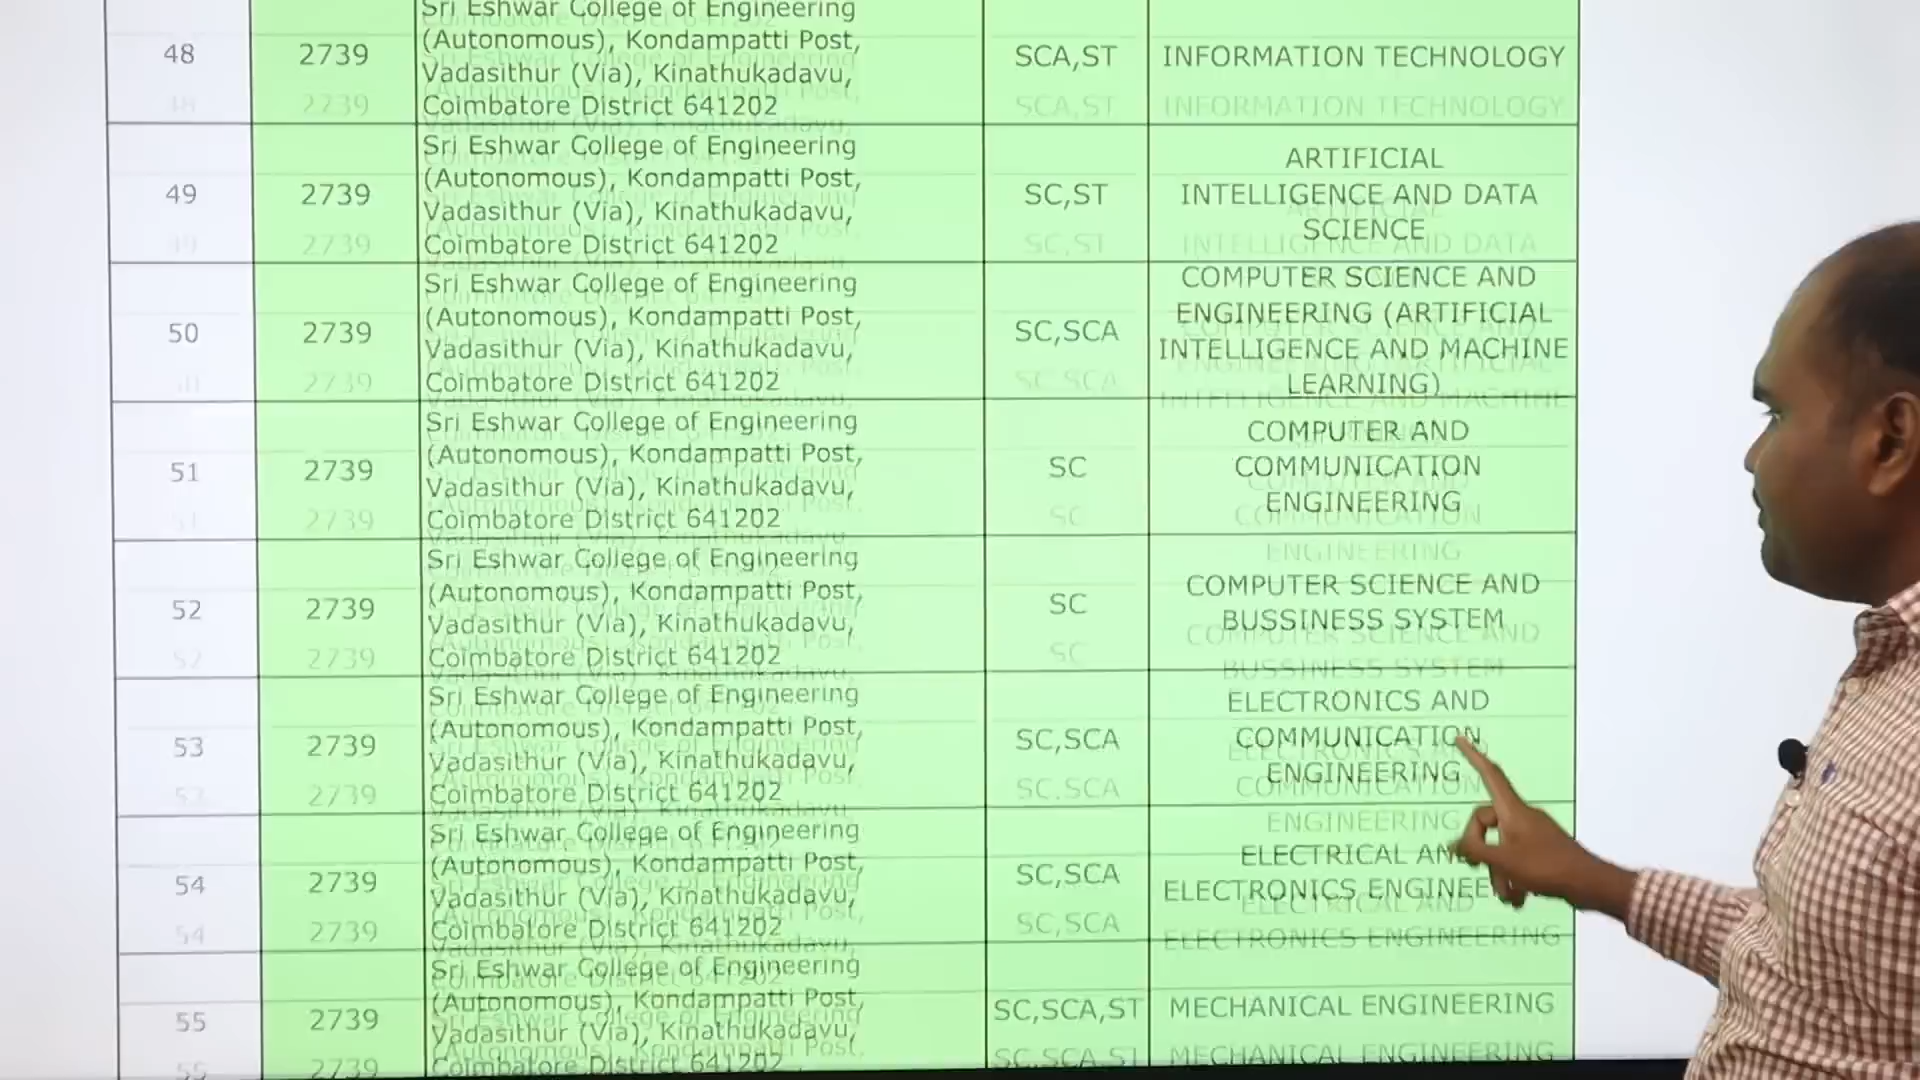 Sri Eshwar College of Engineering
48 2739 (Autonomous), Kondampatti Post, SCA,ST INFORMATION TECHNOLOGY
Vadasithur (Via), Kinathukadavu,
Coimbatore District 641202
Sri Eshwar College of Engineering
49 2739 (Autonomous), Kondampatti Post, SC,ST ARTIFICIAL
Vadasithur (Via), Kinathukadavu, INTELLIGENCE AND DATA
Coimbatore District 641202 SCIENCE
Sri Eshwar College of Engineering COMPUTER SCIENCE AND
50 2739 (Autonomous), Kondampatti Post, SC,SCA ENGINEERING (ARTIFICIAL
Vadasithur (Via), Kinathukadavu, INTELLIGENCE AND MACHINE
Coimbatore District 641202 LEARNING)
Sri Eshwar College of Engineering COMPUTER AND
51 2739 (Autonomous), Kondampatti Post, SC COMMUNICATION
Vadasithur (Via), Kinathukadavu, ENGINEERING
Coimbatore District 641202
Sri Eshwar College of Engineering
52 2739 (Autonomous), Kondampatti Post, SC COMPUTER SCIENCE AND
Vadasithur (Via), Kinathukadavu, BUSSINESS SYSTEM
Coimbatore District 641202
Sri Eshwar College of Engineering ELECTRONICS AND
53 2739 (Autonomous), Kondampatti Post, SC,SCA COMMUNICATION
Vadasithur (Via), Kinathukadavu, ENGINEERING
Coimbatore District 641202
Sri Eshwar College of Engineering ELECTRICAL
54 2739 (Autonomous), Kondampatti Post, SC,SCA ELECTRONICS
Vadasithur (Via), Kinathukadavu,
Coimbatore District 641202
Sri Eshwar College of Engineering
55 2739 (Autonomous), Kondampatti Post, SC,SCA,ST MECHANICAL ENGINEERING
Vadasithur (Via), Kinathukadavu,
Coimbatore District 641202